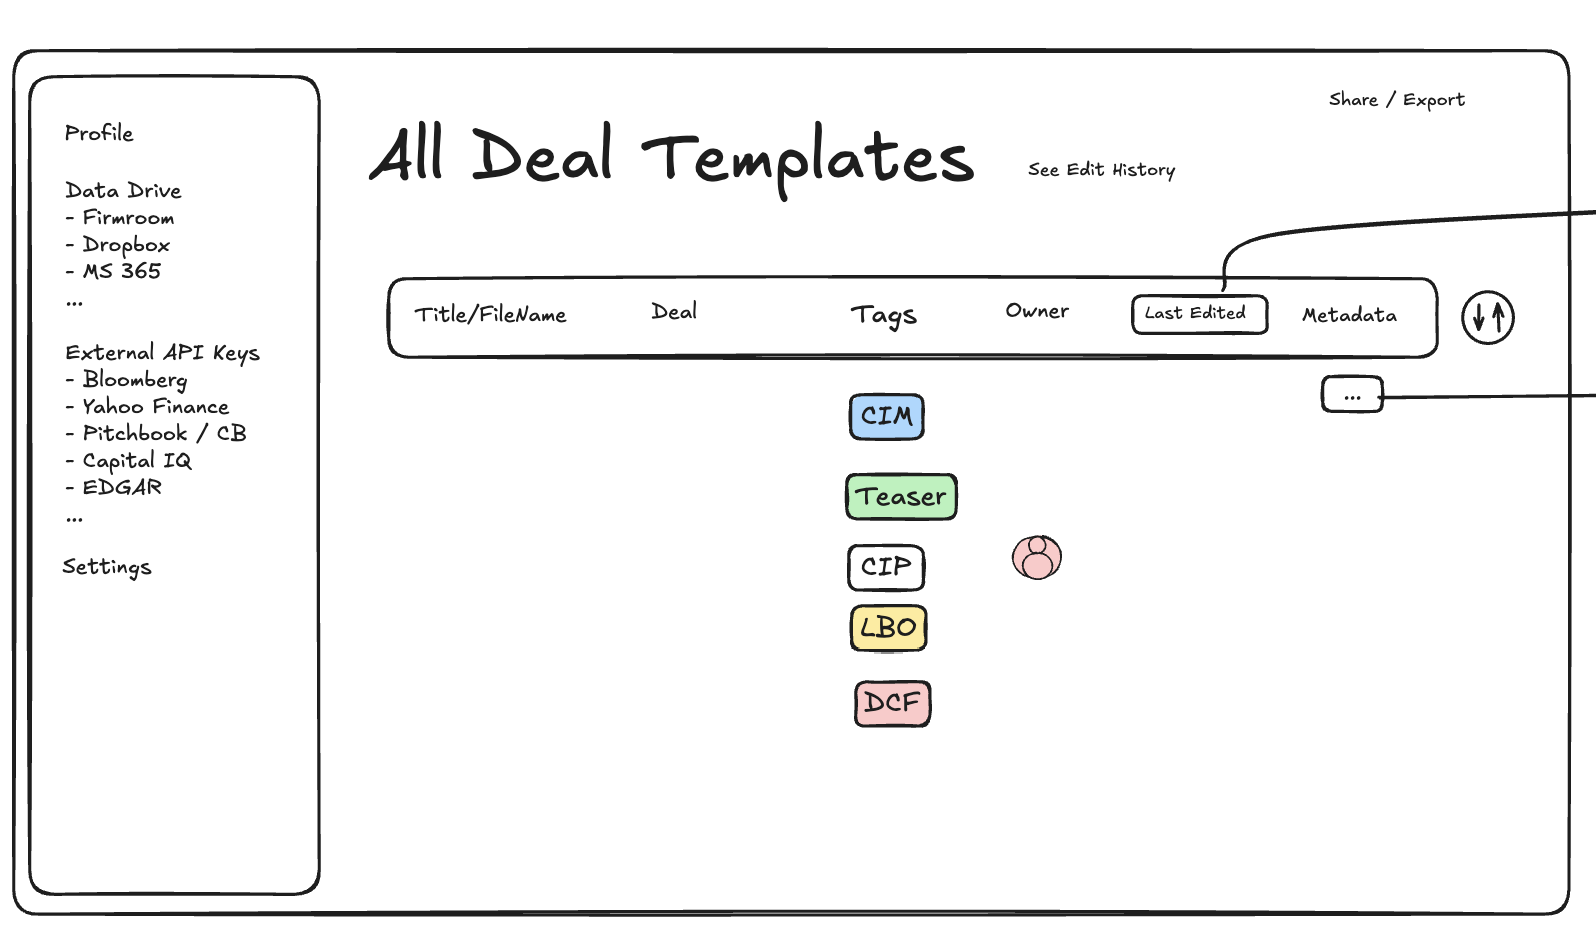 Share / Export
Profile
All Deal Templates
See Edit History
Data Drive
- Firmroom
- Dropbox
- MS 365
...
External API Keys
- Bloomberg
- Yahoo Finance
- Pitchbook / CB
- Capital IQ
- EDGAR
...
Settings
Title/FileName
Deal
Tags
Owner
Last Edited
Metadata
...
CIM
Teaser
CIP
LBO
DCF